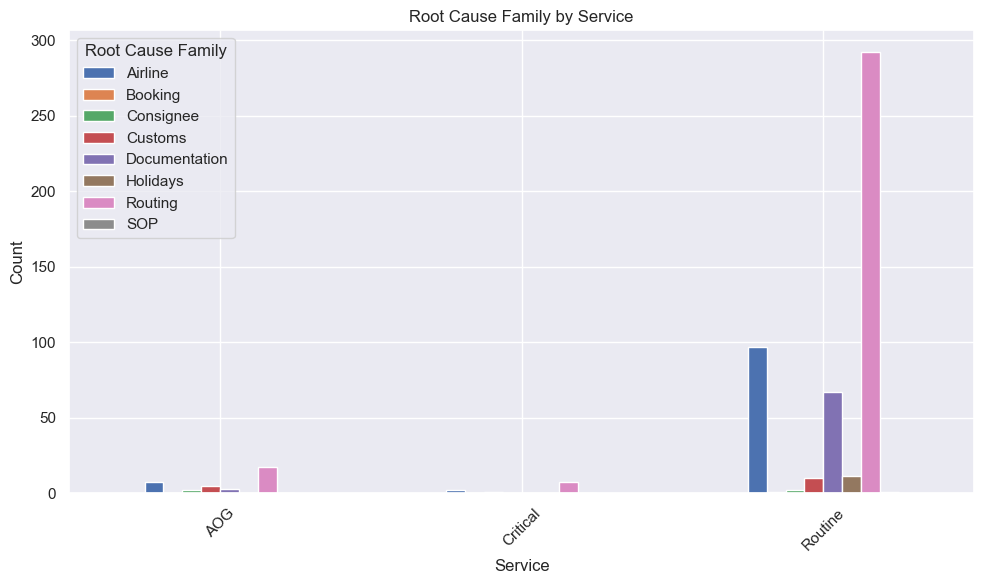 Root Cause Family by Service
Root Cause Family
Airline
Booking
Consignee
Customs
Documentation
Holidays
Routing
SOP
Count
300
250
200
150
100
50
0
AOG
Critical
Routine
Service